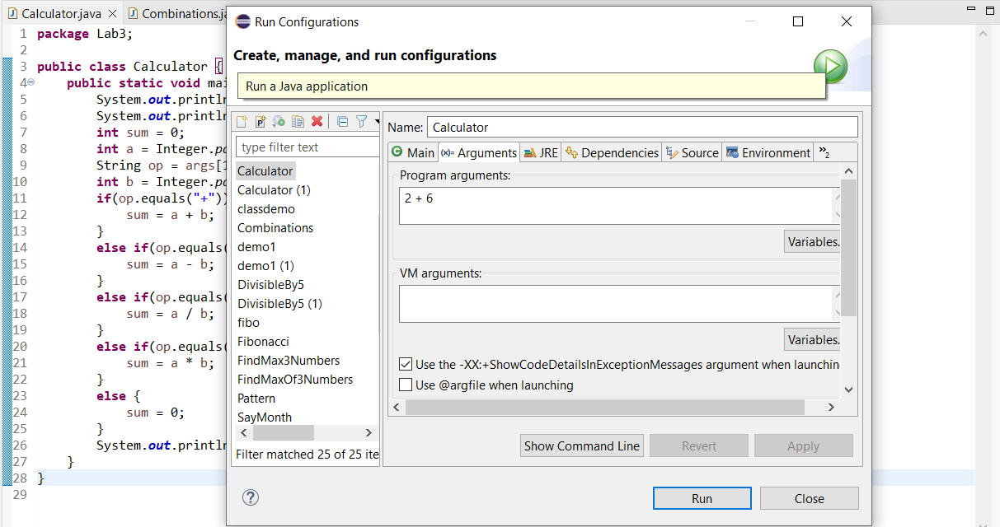 Calculator.java
Combinations.ja
1 package Lab3;
2
3 public class Calculator {
4 public static void mai
5 System.out.println
6 System.out.println
7 int sum = 0;
8 int a = Integer.pa
9 String op = args[1
10 int b = Integer.pa
11 if(op.equals("+"))
12 sum = a + b;
13 }
14 else if(op.equals(
15 sum = a - b;
16 }
17 else if(op.equals(
18 sum = a / b;
19 }
20 else if(op.equals(
21 sum = a * b;
22 }
23 else {
24 sum = 0;
25 }
26 System.out.println
27 }
28 }
29
Run Configurations
Create, manage, and run configurations
Run a Java application
type filter text
Calculator
Calculator (1)
classdemo
Combinations
demo1
demo1 (1)
DivisibleBy5
DivisibleBy5 (1)
fibo
Fibonacci
FindMax3Numbers
FindMaxOf3Numbers
Pattern
SayMonth
Filter matched 25 of 25 ite
Name: Calculator
Main (x)= Arguments JRE Dependencies Source Environment »2
Program arguments:
2 + 6
Variables.
VM arguments:
Variables.
Use the -XX:+ShowCodeDetailsInExceptionMessages argument when launchin
Use @argfile when launching
Show Command Line Revert Apply
Run Close